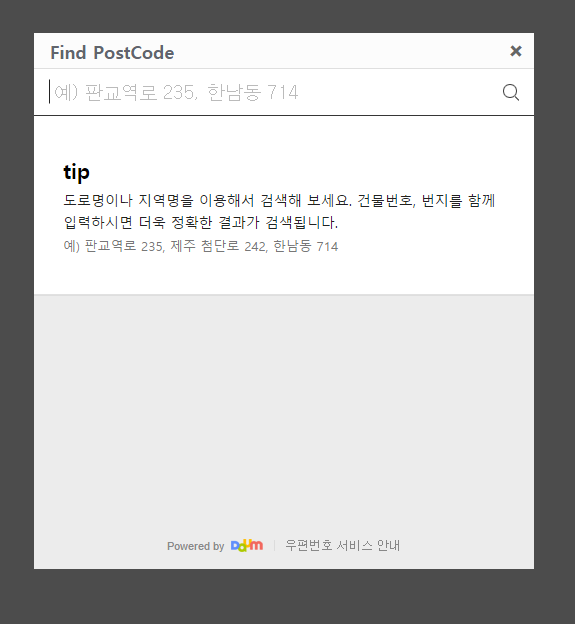 Find PostCode
예) 판교역로 235, 한남동 714
tip
도로명이나 지역명을 이용해서 검색해 보세요. 건물번호, 번지를 함께
입력하시면 더욱 정확한 결과가 검색됩니다.
예) 판교역로 235, 제주 첨단로 242, 한남동 714
Powered by Daum | 우편번호 서비스 안내